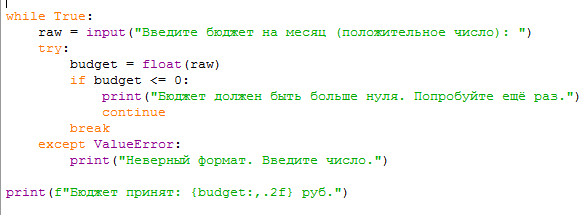 while True:
    raw = input("Введите бюджет на месяц (положительное число): ")
    try:
        budget = float(raw)
        if budget <= 0:
            print("Бюджет должен быть больше нуля. Попробуйте ещё раз.")
            continue
        break
    except ValueError:
        print("Неверный формат. Введите число.")

print(f"Бюджет принят: {budget:,.2f} руб.")